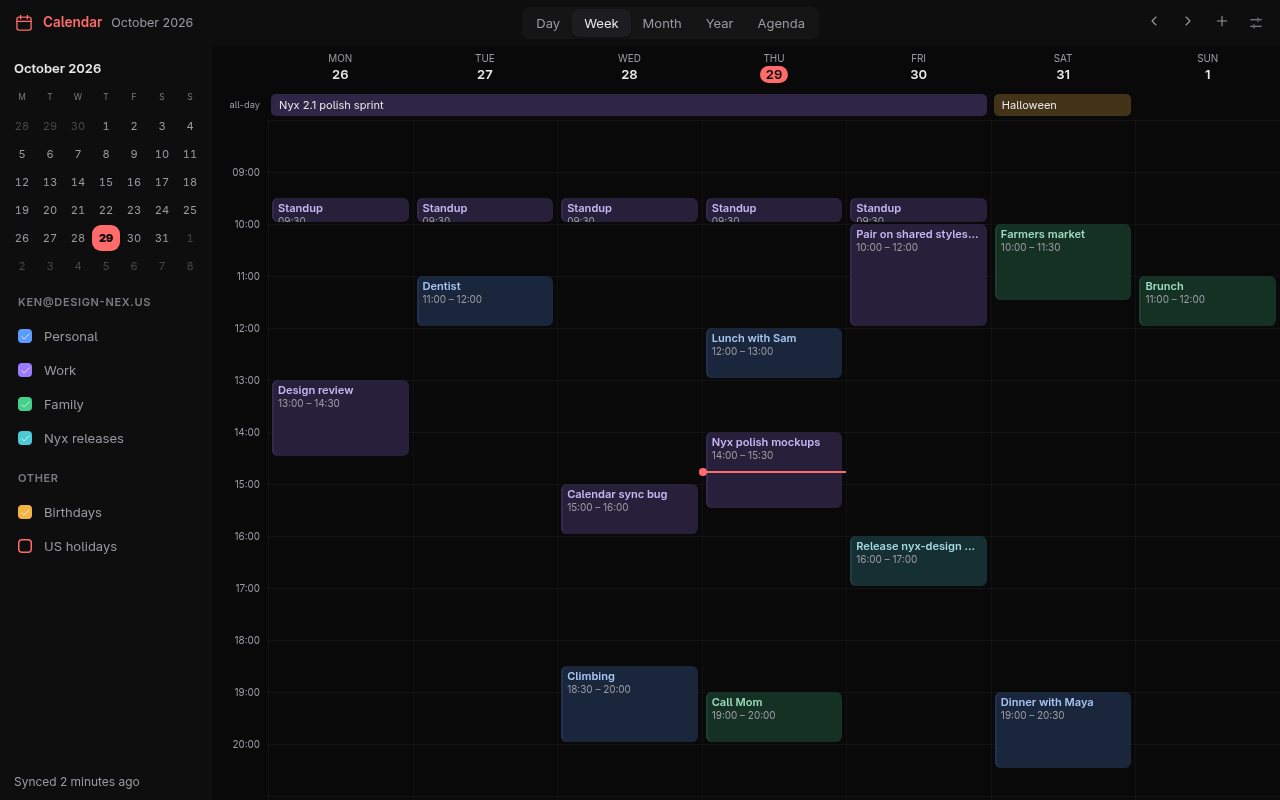 Calendar October 2026
Day Week Month Year Agenda
October 2026
M T W T F S S
28 29 30 1 2 3 4
5 6 7 8 9 10 11
12 13 14 15 16 17 18
19 20 21 22 23 24 25
26 27 28 29 30 31 1
2 3 4 5 6 7 8
KEN@DESIGN-NEX.US
Personal
Work
Family
Nyx releases
OTHER
Birthdays
US holidays
Synced 2 minutes ago
MON TUE WED THU FRI SAT SUN
26 27 28 29 30 31 1
all-day Nyx 2.1 polish sprint Halloween
09:00
Standup Standup Standup Standup Standup
09:30 09:30 09:30 09:30 09:30
10:00
Pair on shared styles… Farmers market
10:00 – 12:00 10:00 – 11:30
11:00
Dentist Brunch
11:00 – 12:00 11:00 – 12:00
12:00
Lunch with Sam
12:00 – 13:00
13:00
Design review
13:00 – 14:30
14:00
Nyx polish mockups
14:00 – 15:30
15:00
Calendar sync bug
15:00 – 16:00
16:00
Release nyx-design …
16:00 – 17:00
17:00
18:00
Climbing
18:30 – 20:00
19:00
Call Mom Dinner with Maya
19:00 – 20:00 19:00 – 20:30
20:00